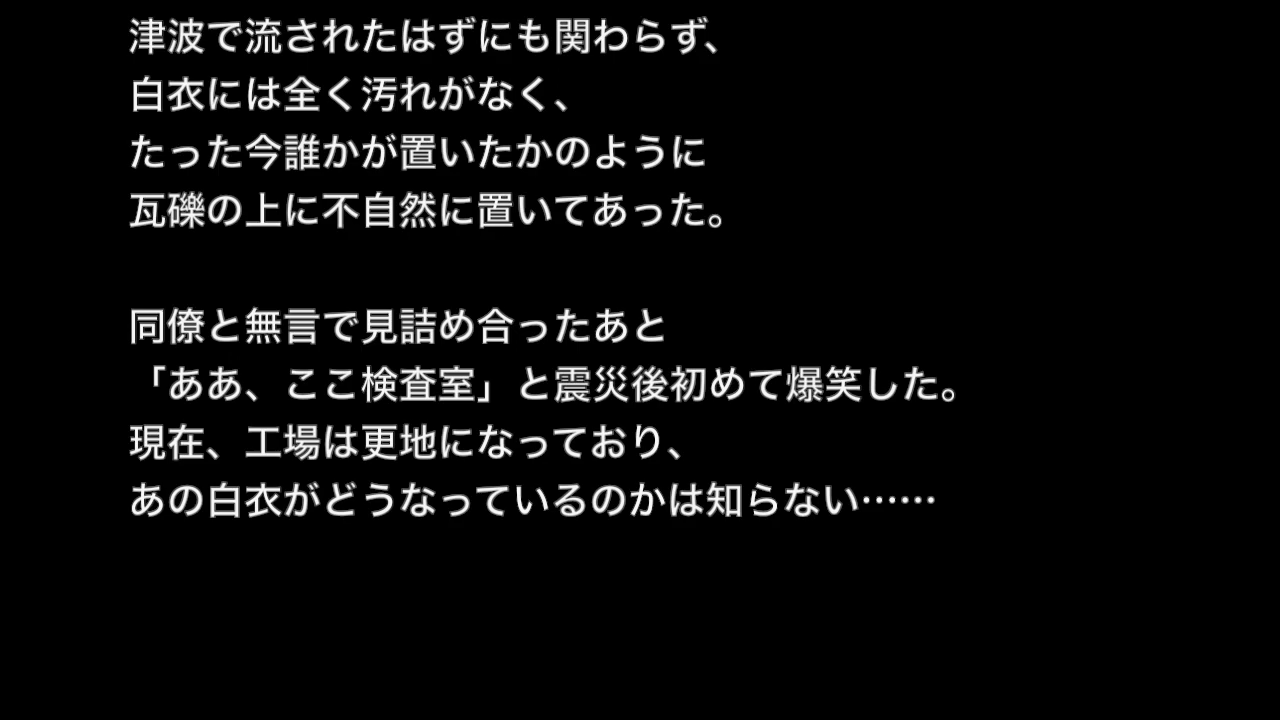 津波で流されたはずにも関わらず、
白衣には全く汚れがなく、
たった今誰かが置いたかのように
瓦礫の上に不自然に置いてあった。
同僚と無言で見詰め合ったあと
「ああ、ここ検査室」と震災後初めて爆笑した。
現在、工場は更地になっており、
あの白衣がどうなっているのかは知らない……